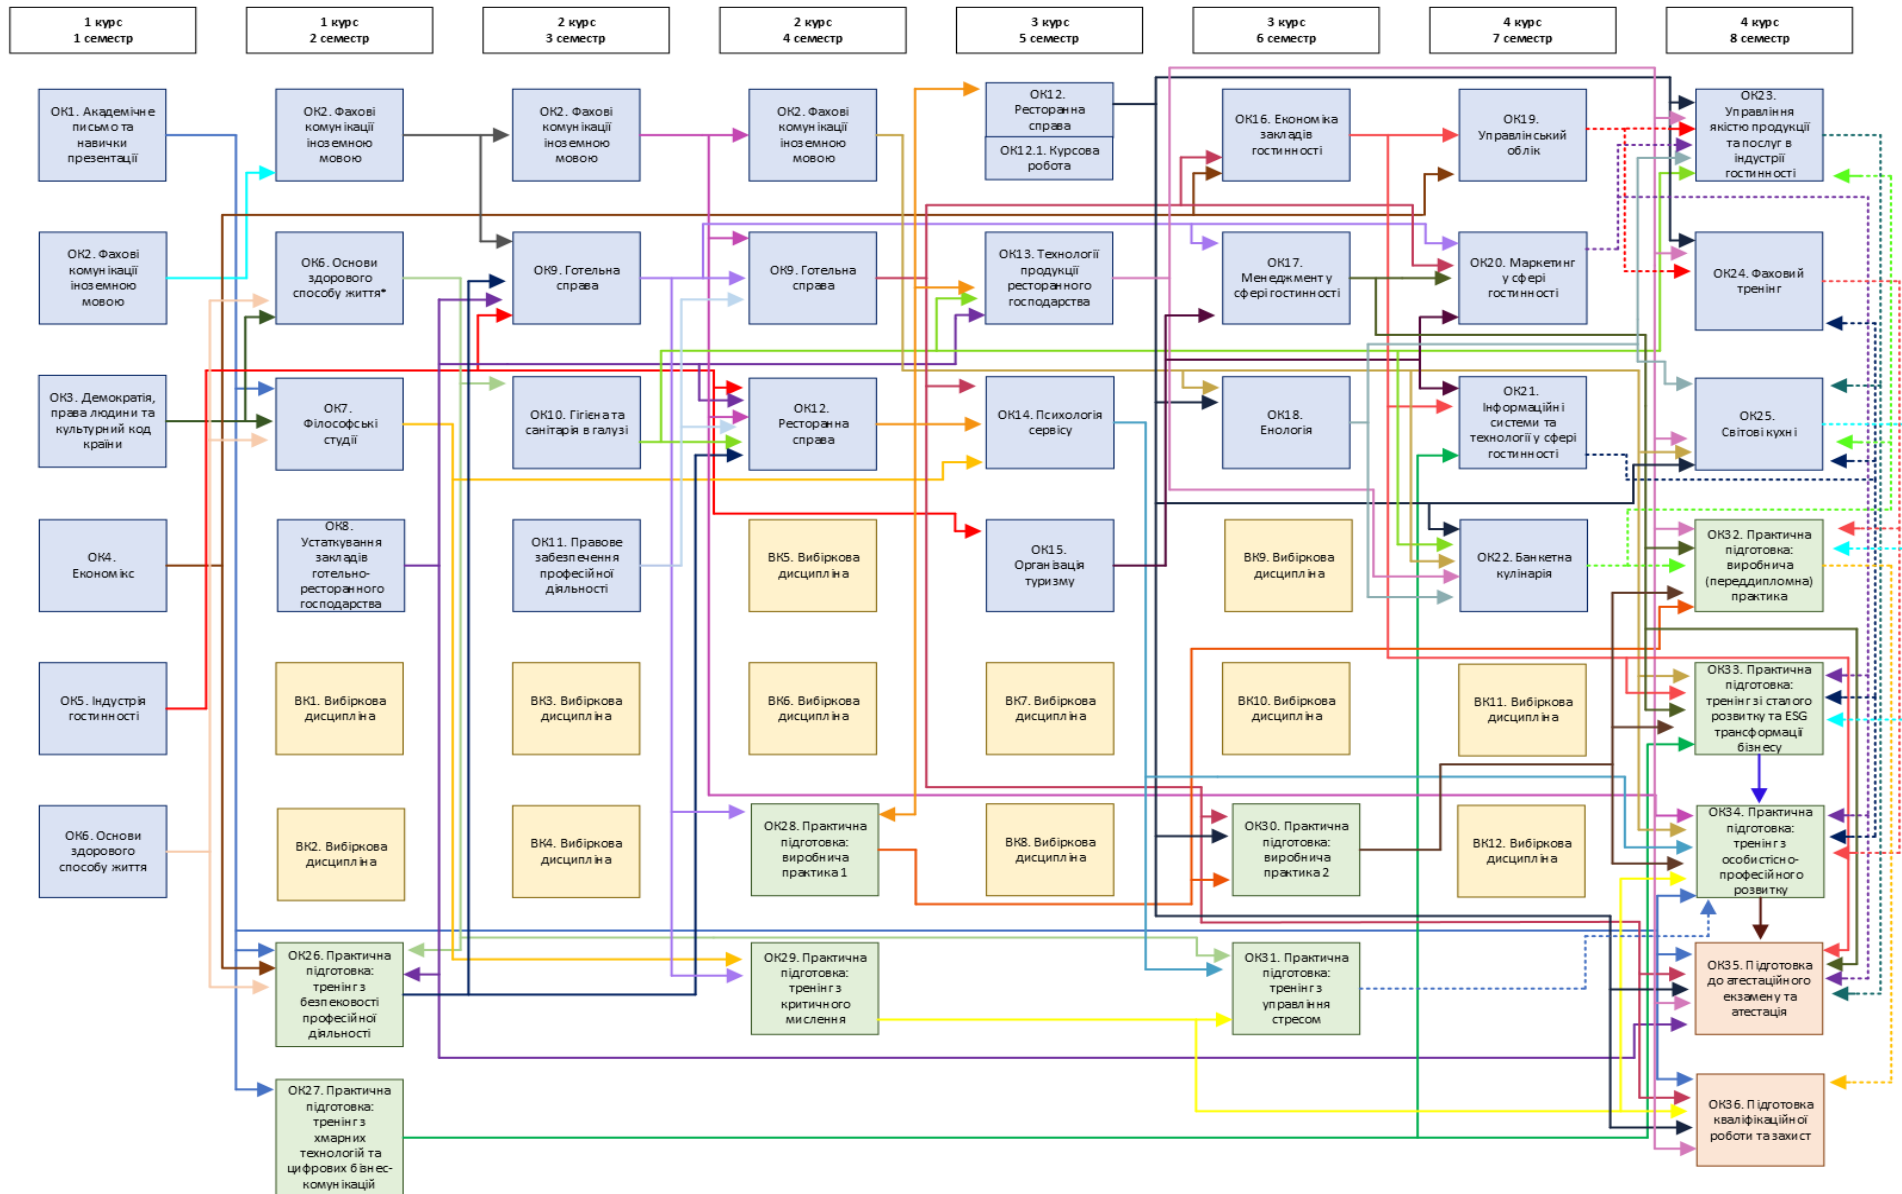 1 курс
1 семестр
1 курс
2 семестр
2 курс
3 семестр
2 курс
4 семестр
3 курс
5 семестр
3 курс
6 семестр
4 курс
7 семестр
4 курс
8 семестр
ОК1. Академічне
письмо та
навички
презентації
ОК2. Фахові
комунікації
іноземною
мовою
ОК3. Демократія,
права людини та
культурний код
країни
ОК4.
Економікс
ОК5. Індустрія
гостинності
ОК6. Основи
здорового
способу життя
ОК2. Фахові
комунікації
іноземною
мовою
ОК6. Основи
здорового
способу життя*
ОК7.
Філософські
студії
ОК8.
Устаткування
закладів
готельно-
ресторанного
господарства
ВК1. Вибіркова
дисципліна
ВК2. Вибіркова
дисципліна
ОК26. Практична
підготовка:
тренінг з
безпековості
професійної
діяльності
ОК27. Практична
підготовка:
тренінг з
хмарних
технологій та
цифрових бізнес-
комунікацій
ОК2. Фахові
комунікації
іноземною
мовою
ОК9. Готельна
справа
ОК10. Гігієна та
санітарія в галузі
ОК11. Правове
забезпечення
професійної
діяльності
ВК3. Вибіркова
дисципліна
ВК4. Вибіркова
дисципліна
ОК2. Фахові
комунікації
іноземною
мовою
ОК9. Готельна
справа
ОК12.
Ресторанна
справа
ВК5. Вибіркова
дисципліна
ВК6. Вибіркова
дисципліна
ОК28. Практична
підготовка:
виробнича
практика 1
ОК29. Практична
підготовка:
тренінг з
критичного
мислення
ОК12.
Ресторанна
справа
ОК12.1. Курсова
робота
ОК13. Технології
продукції
ресторанного
господарства
ОК14. Психологія
сервісу
ОК15.
Організація
туризму
ВК7. Вибіркова
дисципліна
ВК8. Вибіркова
дисципліна
ОК16. Економіка
закладів
гостинності
ОК17.
Менеджмент у
сфері гостинності
ОК18.
Енологія
ВК9. Вибіркова
дисципліна
ВК10. Вибіркова
дисципліна
ОК30. Практична
підготовка:
виробнича
практика 2
ОК31. Практична
підготовка:
тренінг з
управління
стресом
ОК19.
Управлінський
облік
ОК20. Маркетинг
у сфері
гостинності
ОК21.
Інформаційні
системи та
технології у сфері
гостинності
ОК22. Банкетна
кулінарія
ВК11. Вибіркова
дисципліна
ВК12. Вибіркова
дисципліна
ОК23.
Управління
якістю продукції
та послуг в
індустрії
гостинності
ОК24. Фаховий
тренінг
ОК25.
Світові кухні
ОК32. Практична
підготовка:
виробнича
(переддипломна)
практика
ОК33. Практична
підготовка:
тренінг зі сталого
розвитку та ESG
трансформації
бізнесу
ОК34. Практична
підготовка:
тренінг з
особистісно-
професійного
розвитку
ОК35. Підготовка
до атестаційного
екзамену та
атестація
ОК36. Підготовка
кваліфікаційної
роботи та захист